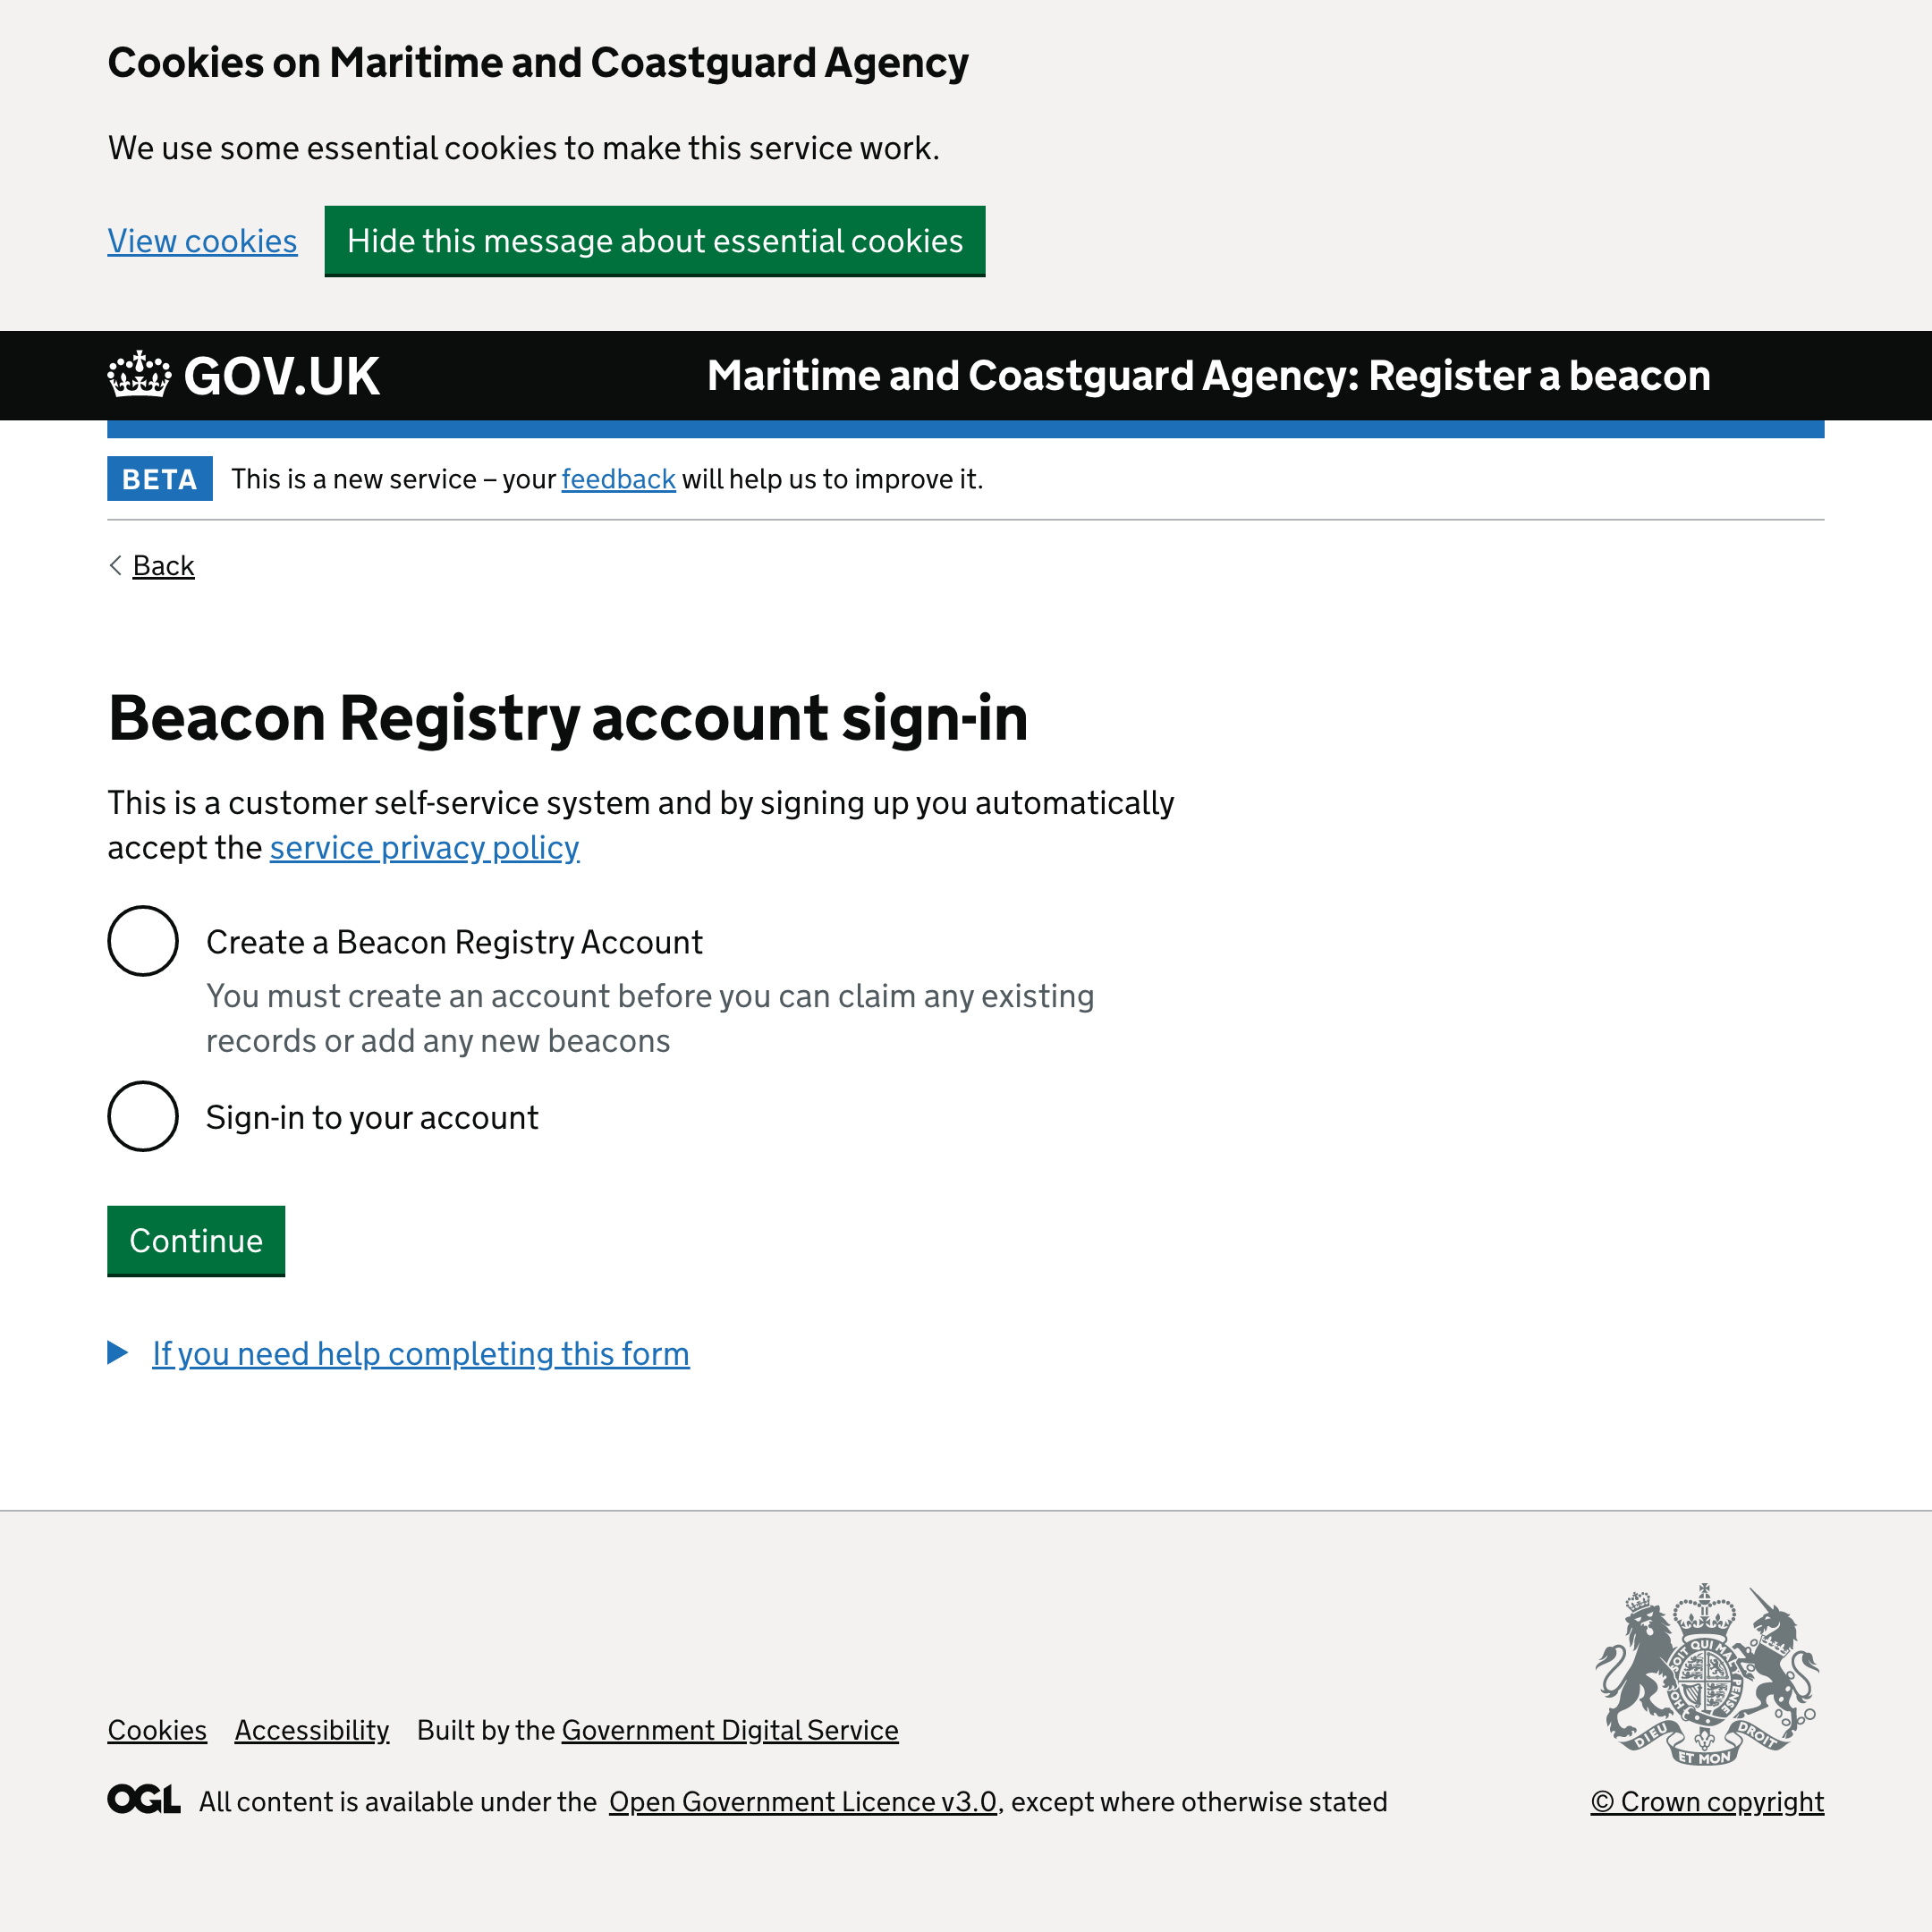 Cookies on Maritime and Coastguard Agency
We use some essential cookies to make this service work.
View cookies
Hide this message about essential cookies
GOV.UK
Maritime and Coastguard Agency: Register a beacon
BETA
This is a new service – your feedback will help us to improve it.
Back
Beacon Registry account sign-in
This is a customer self-service system and by signing up you automatically
accept the service privacy policy
Create a Beacon Registry Account
You must create an account before you can claim any existing
records or add any new beacons
Sign-in to your account
Continue
If you need help completing this form
DIEU ET MON DROIT
Cookies Accessibility Built by the Government Digital Service
OGL All content is available under the Open Government Licence v3.0, except where otherwise stated
© Crown copyright